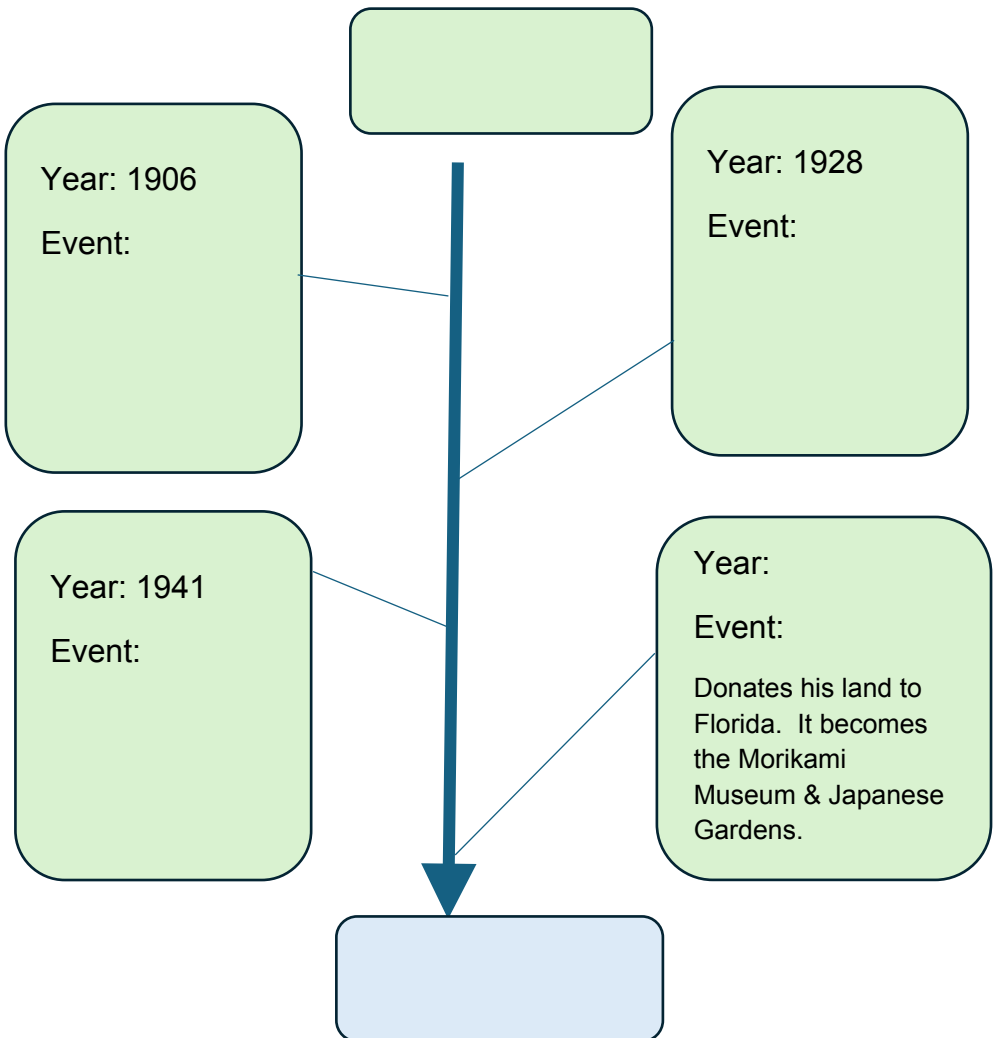 Year: 1906
Event:
Year: 1928
Event:
Year: 1941
Event:
Year:
Event:
Donates his land to
Florida.  It becomes
the Morikami
Museum & Japanese
Gardens.